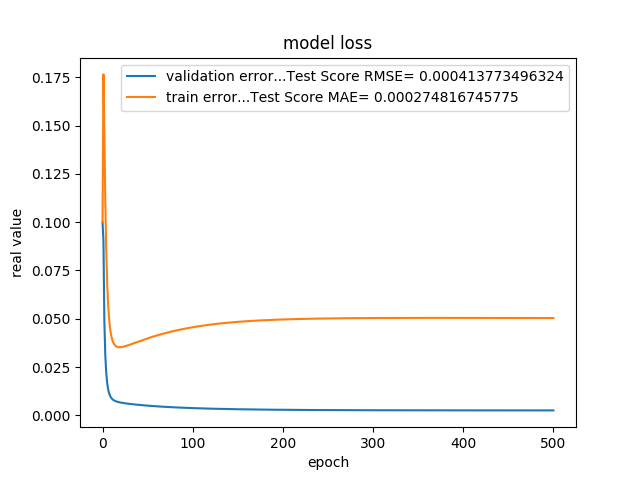 model loss
validation error...Test Score RMSE= 0.000413773496324
train error...Test Score MAE= 0.000274816745775
0.175
0.150
0.125
0.100
0.075
0.050
0.025
0.000
real value
0 100 200 300 400 500
epoch